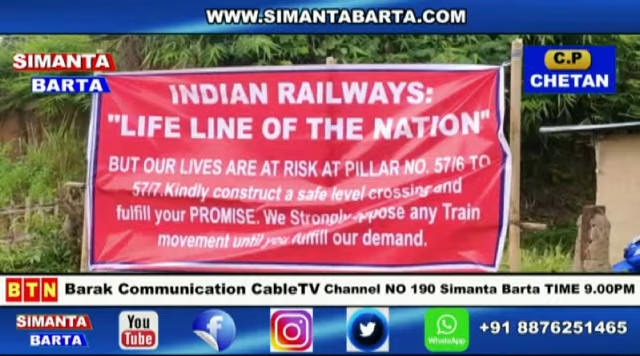 WWW.SIMANTABARTA.COM
SIMANTA
BARTA
C.P
CHETAN
INDIAN RAILWAYS:
"LIFE LINE OF THE NATION"
BUT OUR LIVES ARE AT RISK AT PILLAR NO. 57/6 TO
57/7.Kindly construct a safe level crossing and
fulfill your PROMISE. We Strongly oppose any Train
movement until you fulfill our demand.
BTN Barak Communication CableTV Channel NO 190 Simanta Barta TIME 9.00PM
SIMANTA
BARTA
You
Tube
WhatsApp
+91 8876251465